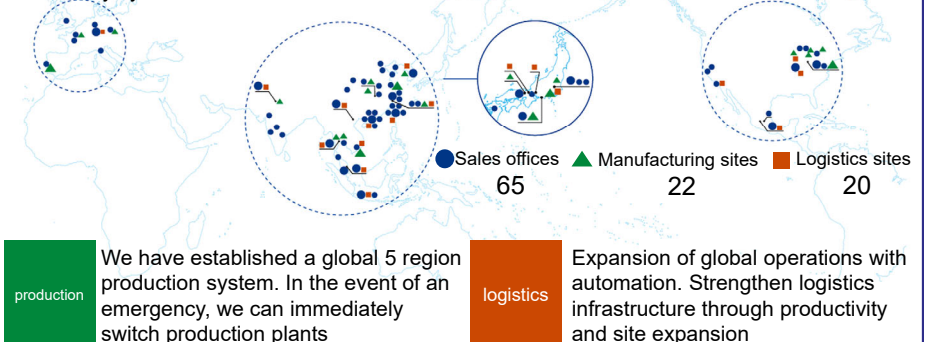 Sales offices
Manufacturing sites
Logistics sites
65
22
20
production
We have established a global 5 region
production system. In the event of an
emergency, we can immediately
switch production plants
logistics
Expansion of global operations with
automation. Strengthen logistics
infrastructure through productivity
and site expansion